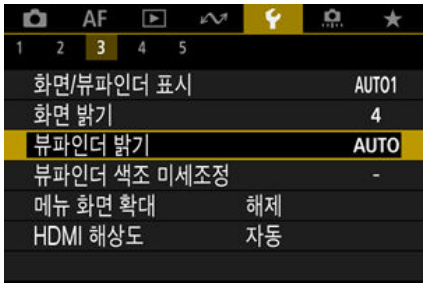 AF
1 2 3 4 5
화면/뷰파인더 표시 AUTO1
화면 밝기 4
뷰파인더 밝기 AUTO
뷰파인더 색조 미세조정 -
메뉴 화면 확대 해제
HDMI 해상도 자동